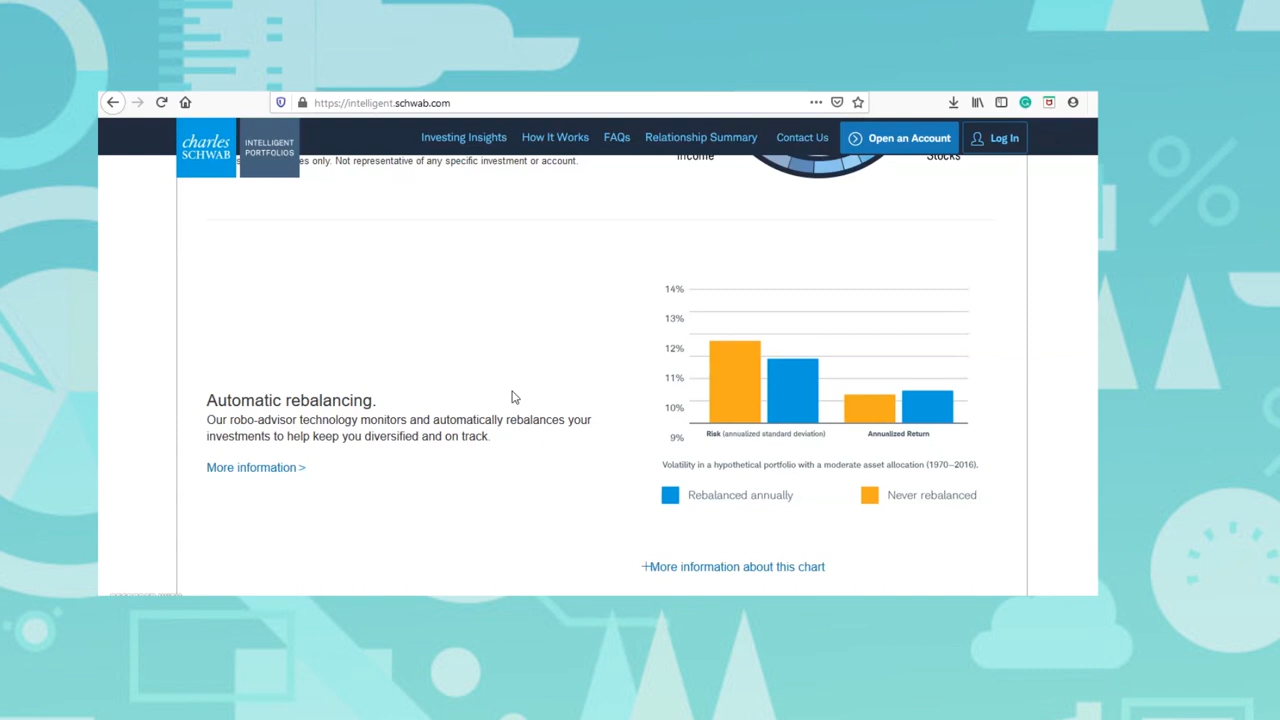 https://intelligent.schwab.com
charles
SCHWAB
INTELLIGENT
PORTFOLIOS
Investing Insights
How It Works
FAQs
Relationship Summary
Contact Us
Open an Account
Log In
es only. Not representative of any specific investment or account.
Income
Stocks
Automatic rebalancing.
Our robo-advisor technology monitors and automatically rebalances your
investments to help keep you diversified and on track.
More information >
14%
13%
12%
11%
10%
9%
Risk (annualized standard deviation)
Annualized Return
Volatility in a hypothetical portfolio with a moderate asset allocation (1970–2016).
Rebalanced annually
Never rebalanced
+More information about this chart
%